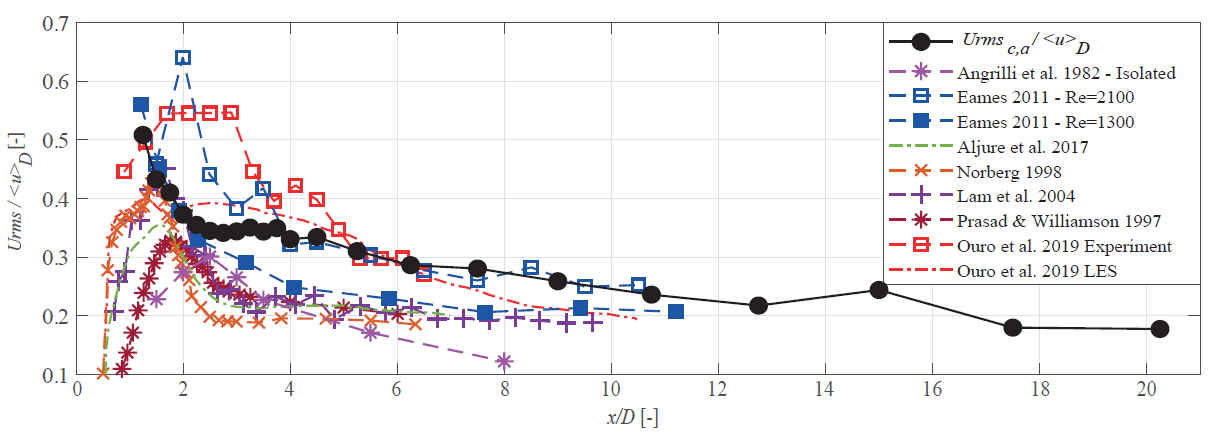 0.7
0.6
0.5
0.4
0.3
0.2
0.1
Urms / <u>D [-]
0 2 4 6 8 10 12 14 16 18 20
x/D [-]
Urms c,a / <u>D
Angrilli et al. 1982 - Isolated
Eames 2011 - Re=2100
Eames 2011 - Re=1300
Aljure et al. 2017
Norberg 1998
Lam et al. 2004
Prasad & Williamson 1997
Ouro et al. 2019 Experiment
Ouro et al. 2019 LES